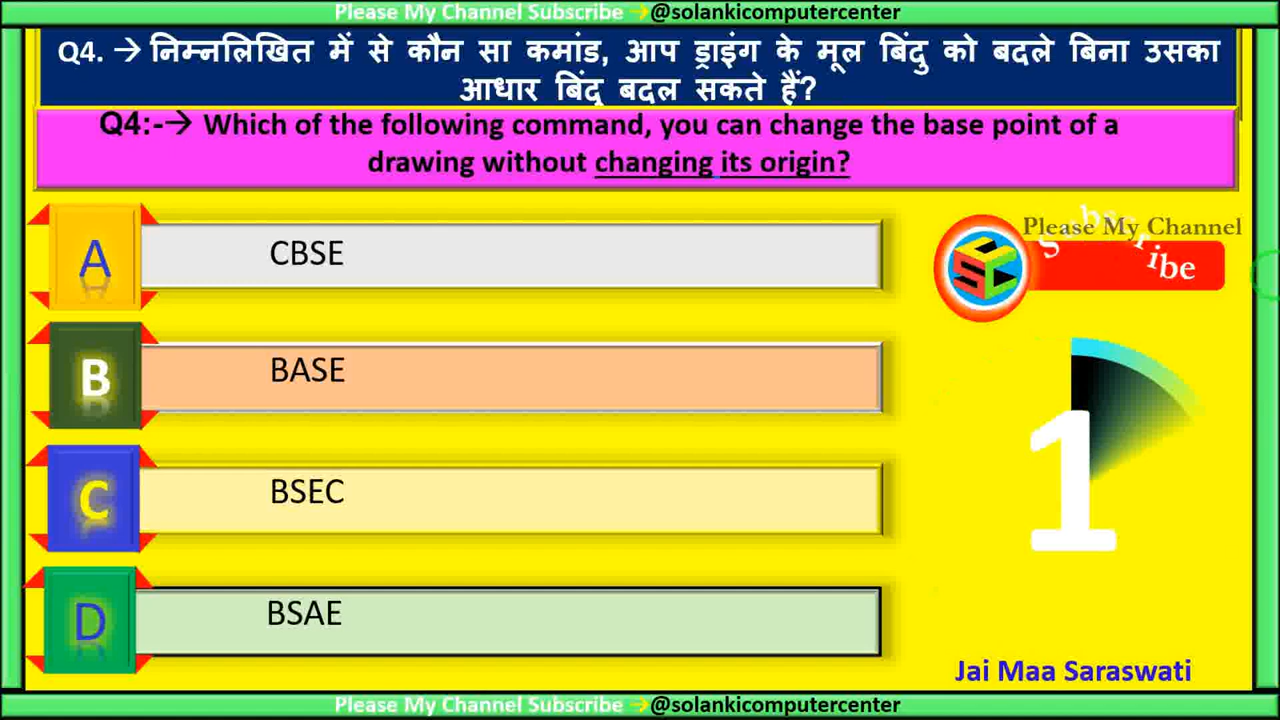 Please My Channel Subscribe →@solankicomputercenter
Q4. → निम्नलिखित में से कौन सा कमांड, आप ड्राइंग के मूल बिंदु को बदले बिना उसका
आधार बिंदु बदल सकते हैं?
Q4:-→ Which of the following command, you can change the base point of a
drawing without changing its origin?
A CBSE
Please My Channel
Subscribe
B BASE
1
C BSEC
D BSAE
Jai Maa Saraswati
Please My Channel Subscribe →@solankicomputercenter